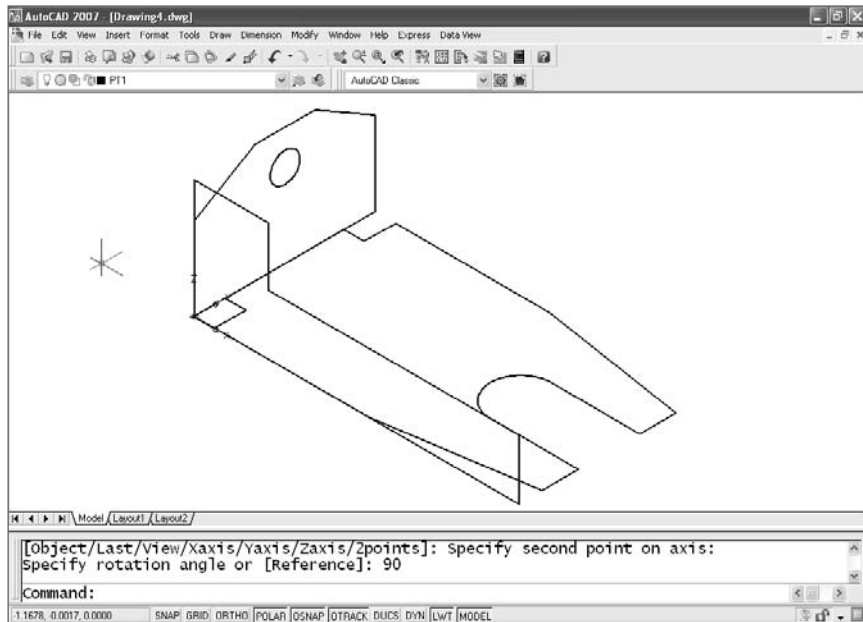 AutoCAD 2007 - [Drawing4.dwg]
File Edit View Insert Format Tools Draw Dimension Modify Window Help Express Data View
PT1
AutoCAD Classic
Z
Model Layout1 Layout2
[Object/Last/View/Xaxis/Yaxis/Zaxis/2points]: Specify second point on axis:
Specify rotation angle or [Reference]: 90
Command:
-1.1678, -0.0017, 0.0000 SNAP GRID ORTHO POLAR OSNAP OTRACK DUCS DYN LWT MODEL